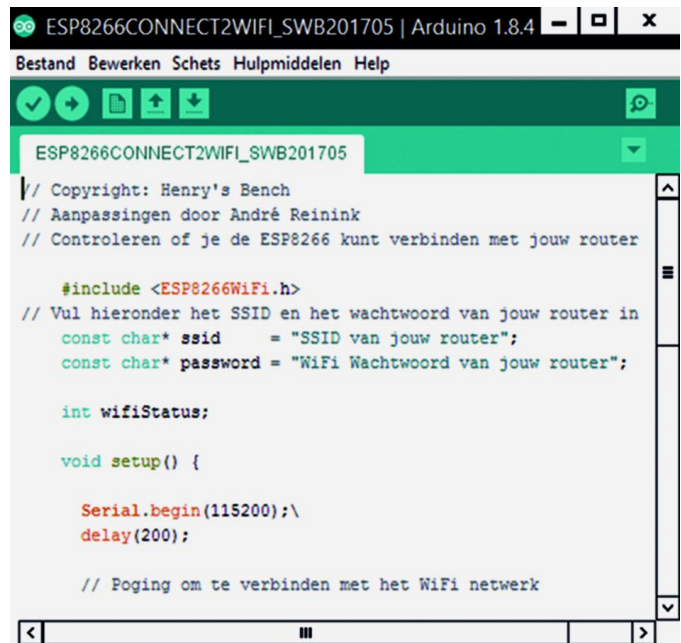 ESP8266CONNECT2WIFI_SWB201705 | Arduino 1.8.4
Bestand Bewerken Schets Hulpmiddelen Help
ESP8266CONNECT2WIFI_SWB201705
// Copyright: Henry's Bench
// Aanpassingen door André Reinink
// Controleren of je de ESP8266 kunt verbinden met jouw router
#include <ESP8266WiFi.h>
// Vul hieronder het SSID en het wachtwoord van jouw router in
const char* ssid     = "SSID van jouw router";
const char* password = "WiFi Wachtwoord van jouw router";
int wifiStatus;
void setup() {
Serial.begin(115200);\
delay(200);
// Poging om te verbinden met het WiFi netwerk